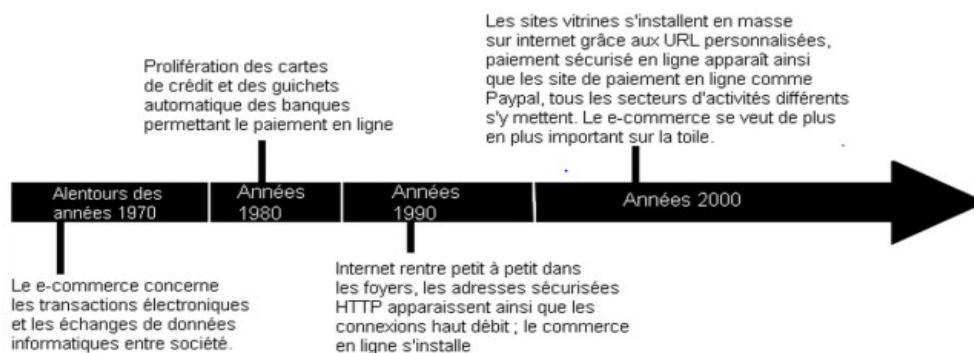 Les sites vitrines s'installent en masse
sur internet grâce aux URL personnalisées,
paiement sécurisé en ligne apparaît ainsi
que les site de paiement en ligne comme
Paypal, tous les secteurs d'activités différents
s'y mettent. Le e-commerce se veut de plus
en plus important sur la toile.
Prolifération des cartes
de crédit et des guichets
automatique des banques
permettant le paiement en ligne
Alentours des
années 1970
Années
1980
Années
1990
Années 2000
Le e-commerce concerne
les transactions électroniques
et les échanges de données
informatiques entre société.
Internet rentre petit à petit dans
les foyers, les adresses sécurisées
HTTP apparaissent ainsi que les
connexions haut débit ; le commerce
en ligne s'installe